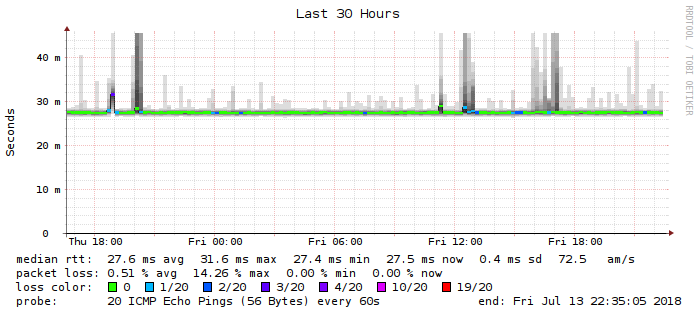 Last 30 Hours
RRDTOOL / TOBI OETIKER
Seconds
40 m
30 m
20 m
10 m
0
Thu 18:00 Fri 00:00 Fri 06:00 Fri 12:00 Fri 18:00
median rtt: 27.6 ms avg 31.6 ms max 27.4 ms min 27.5 ms now 0.4 ms sd 72.5 am/s
packet loss: 0.51 % avg 14.26 % max 0.00 % min 0.00 % now
loss color: 0 1/20 2/20 3/20 4/20 10/20 19/20
probe: 20 ICMP Echo Pings (56 Bytes) every 60s end: Fri Jul 13 22:35:05 2018